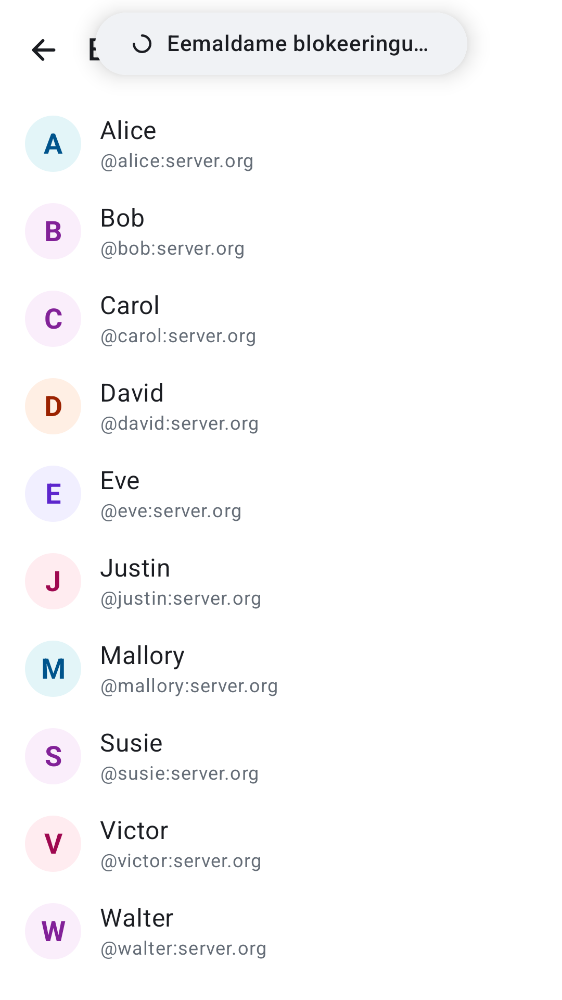 Eemaldame blokeeringu…
A
Alice
@alice:server.org
B
Bob
@bob:server.org
C
Carol
@carol:server.org
D
David
@david:server.org
E
Eve
@eve:server.org
J
Justin
@justin:server.org
M
Mallory
@mallory:server.org
S
Susie
@susie:server.org
V
Victor
@victor:server.org
W
Walter
@walter:server.org